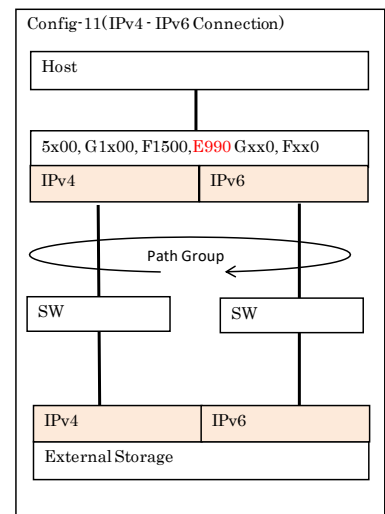 Config-11(IPv4 - IPv6 Connection)
Host
5x00, G1x00, F1500,E990 Gxx0, Fxx0
IPv4 IPv6
Path Group
SW SW
IPv4 IPv6
External Storage